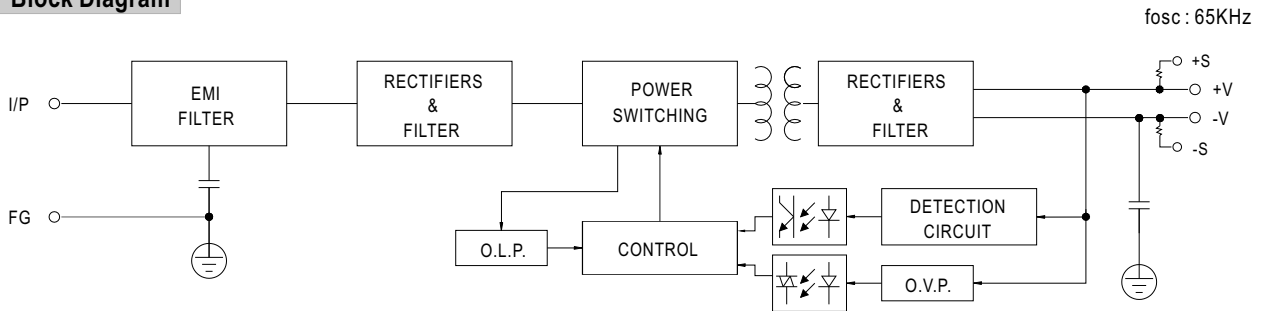 Block Diagram
fosc : 65KHz
I/P
EMI
FILTER
RECTIFIERS
&
FILTER
POWER
SWITCHING
RECTIFIERS
&
FILTER
+S
+V
-V
-S
FG
O.L.P.
CONTROL
DETECTION
CIRCUIT
O.V.P.